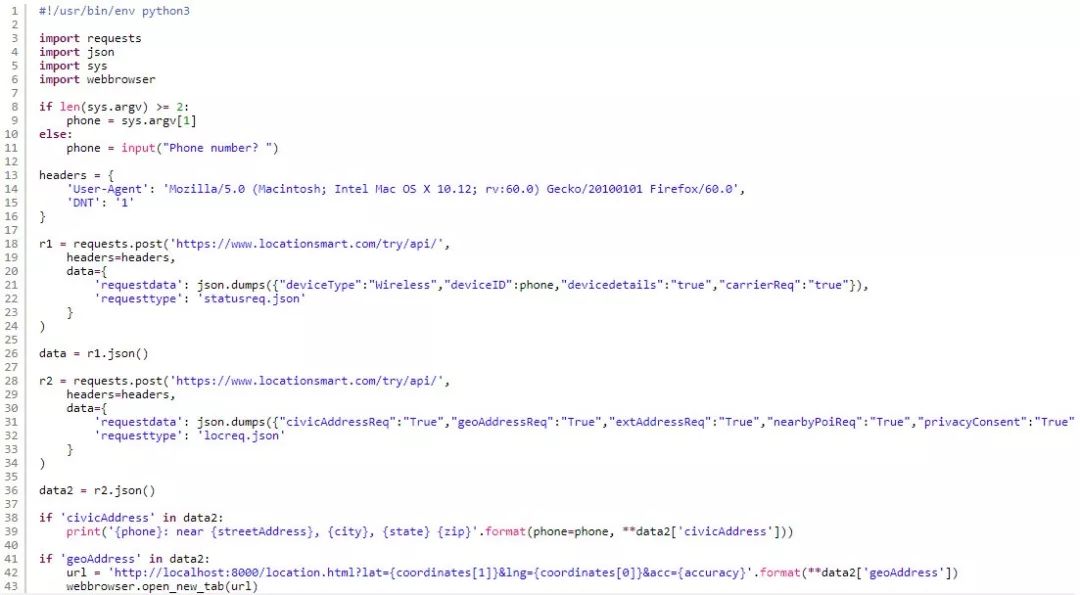 1 #!/usr/bin/env python3
2
3 import requests
4 import json
5 import sys
6 import webbrowser
7
8 if len(sys.argv) >= 2:
9     phone = sys.argv[1]
10 else:
11     phone = input("Phone number? ")
12
13 headers = {
14     'User-Agent': 'Mozilla/5.0 (Macintosh; Intel Mac OS X 10.12; rv:60.0) Gecko/20100101 Firefox/60.0',
15     'DNT': '1'
16 }
17
18 r1 = requests.post('https://www.locationsmart.com/try/api/',
19     headers=headers,
20     data={
21         'requestdata': json.dumps({"deviceType":"Wireless","deviceID":phone,"devicedetails":"true","carrierReq":"true"}),
22         'requesttype': 'statusreq.json'
23     }
24 )
25
26 data = r1.json()
27
28 r2 = requests.post('https://www.locationsmart.com/try/api/',
29     headers=headers,
30     data={
31         'requestdata': json.dumps({"civicAddressReq":"True","geoAddressReq":"True","extAddressReq":"True","nearbyPoiReq":"True","privacyConsent":"True"
32         'requesttype': 'locreq.json'
33     }
34 )
35
36 data2 = r2.json()
37
38 if 'civicAddress' in data2:
39     print('{phone}: near {streetAddress}, {city}, {state} {zip}'.format(phone=phone, **data2['civicAddress']))
40
41 if 'geoAddress' in data2:
42     url = 'http://localhost:8000/location.html?lat={coordinates[1]}&lng={coordinates[0]}&acc={accuracy}'.format(**data2['geoAddress'])
43     webbrowser.open_new_tab(url)